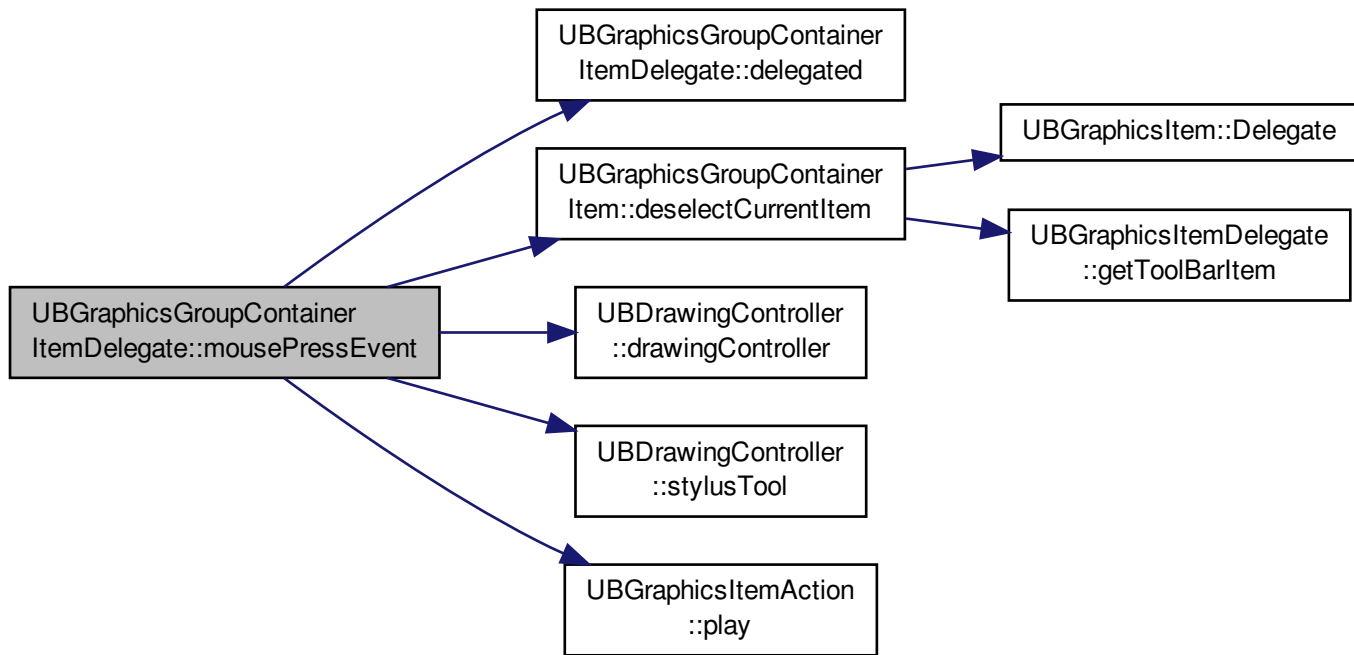 UBGraphicsGroupContainer
ItemDelegate::mousePressEvent
UBGraphicsGroupContainer
ItemDelegate::delegated
UBGraphicsGroupContainer
Item::deselectCurrentItem
UBDrawingController
::drawingController
UBDrawingController
::stylusTool
UBGraphicsItemAction
::play
UBGraphicsItem::Delegate
UBGraphicsItemDelegate
::getToolBarItem